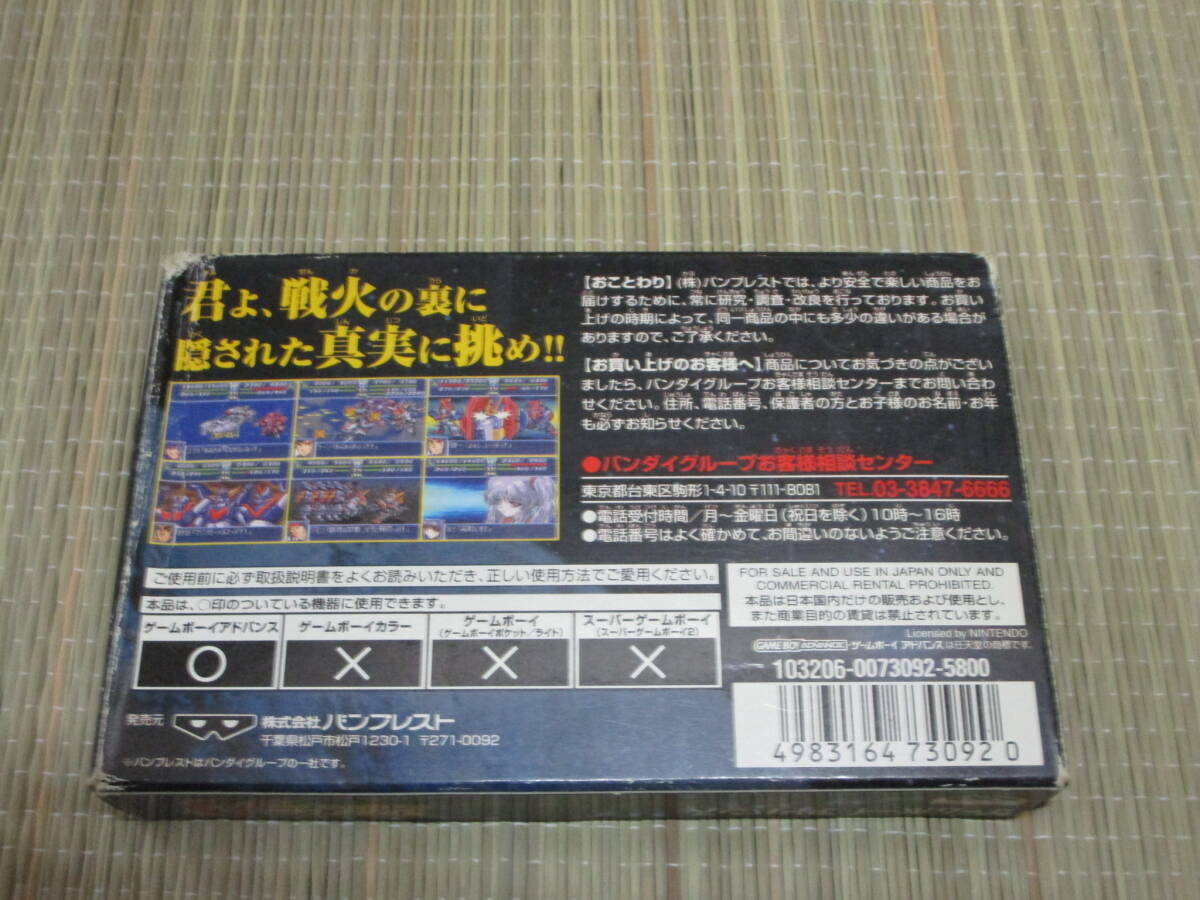 君よ、戦火の裏に
隠された真実に挑め!!
【おことわり】(株)バンプレストでは、より安全で楽しい商品をお
届けするために、常に研究・調査・改良を行っております。お買い
上げの時期によって、同一商品の中にも多少の違いがある場合が
ありますので、ご了承ください。
【お買い上げのお客様へ】商品についてお気づきの点がござい
ましたら、バンダイグループお客様相談センターまでお問い合わ
せください。住所、電話番号、保護者の方とお子様のお名前・お年
も必ずお知らせください。
●バンダイグループお客様相談センター
東京都台東区駒形1-4-10 〒111-8081 TEL.03-3847-6666
●電話受付時間/月〜金曜日(祝日を除く)10時〜16時
●電話番号はよく確かめて、お間違いのないようご注意ください。
ご使用前に必ず取扱説明書をよくお読みいただき、正しい使用方法でご愛用ください。
本品は、○印のついている機器に使用できます。
ゲームボーイアドバンス ゲームボーイカラー ゲームボーイ スーパーゲームボーイ
(ゲームボーイポケット/ライト) (スーパーゲームボーイ2)
○ × × ×
FOR SALE AND USE IN JAPAN ONLY AND
COMMERCIAL RENTAL PROHIBITED.
本品は日本国内だけの販売および使用とし、
また商業目的の賃貸は禁止されています。
Licensed by NINTENDO
GAME BOY ADVANCE・ゲームボーイ アドバンスは任天堂の商標です。
103206-0073092-5800
4983164 730920
発売元 株式会社バンプレスト
千葉県松戸市松戸1230-1 〒271-0092
※バンプレストはバンダイグループの一社です。